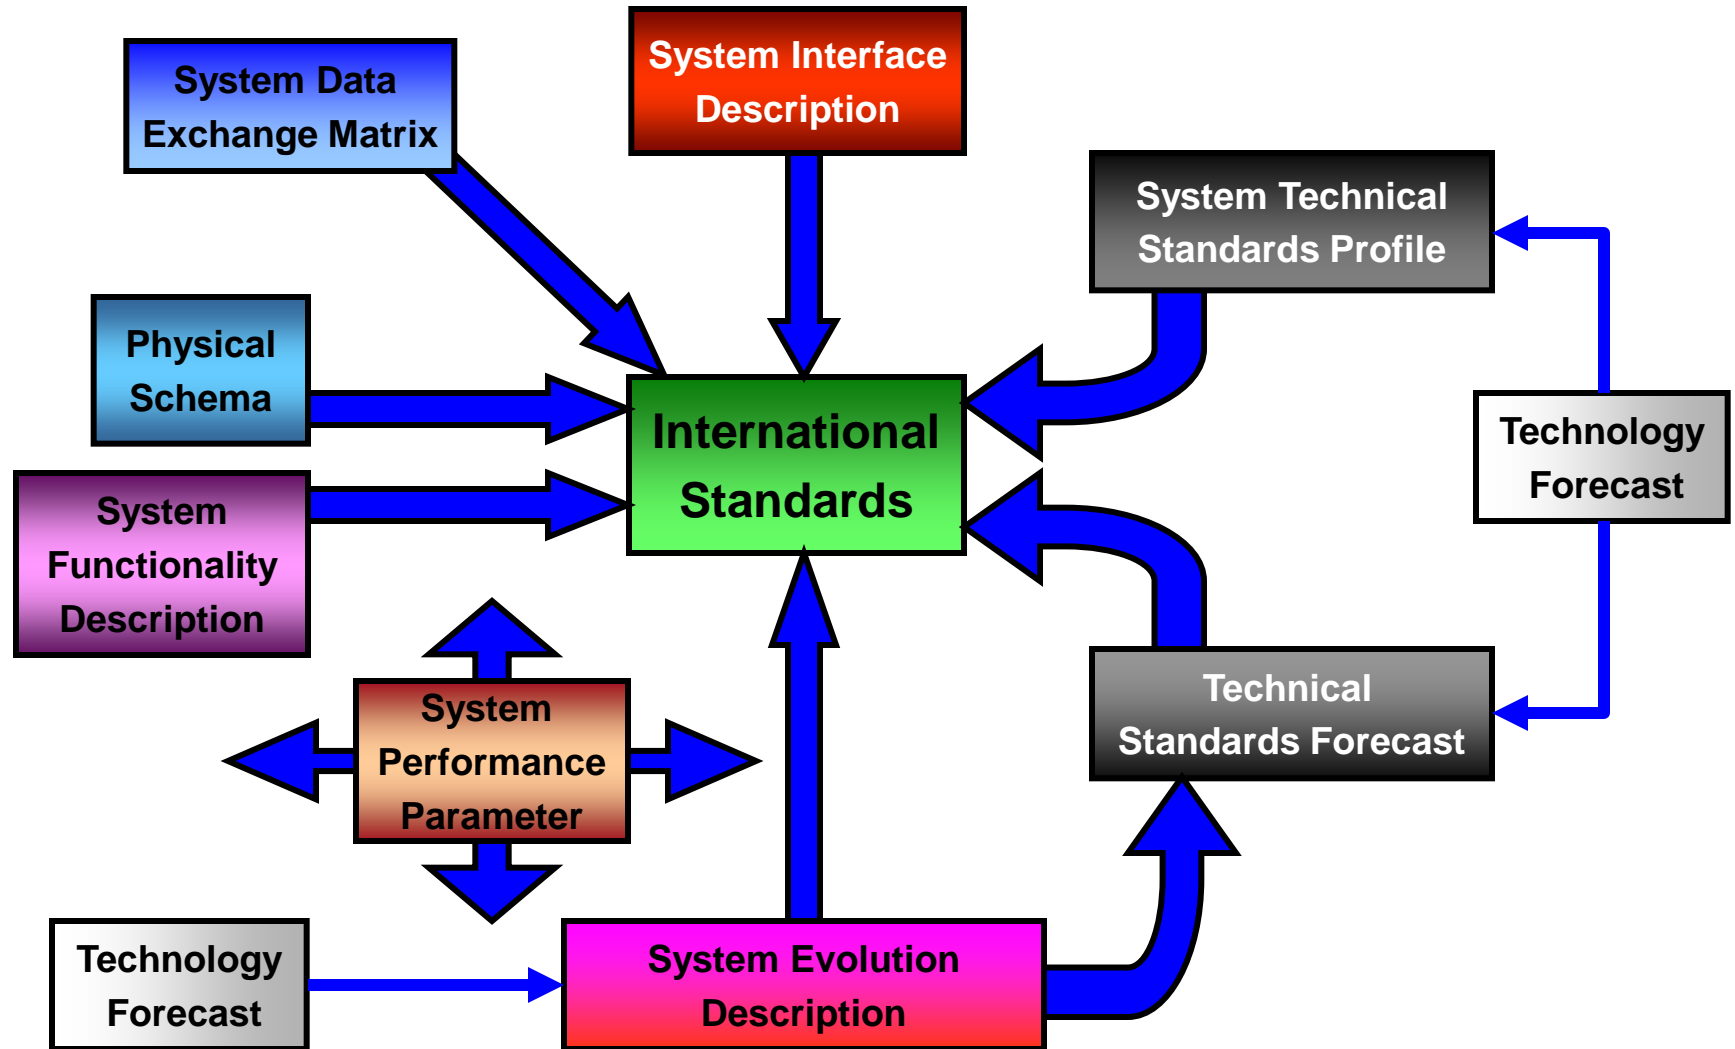 System Data
Exchange Matrix
System Interface
Description
System Technical
Standards Profile
Physical
Schema
International
Standards
Technology
Forecast
System
Functionality
Description
System
Performance
Parameter
Technical
Standards Forecast
Technology
Forecast
System Evolution
Description